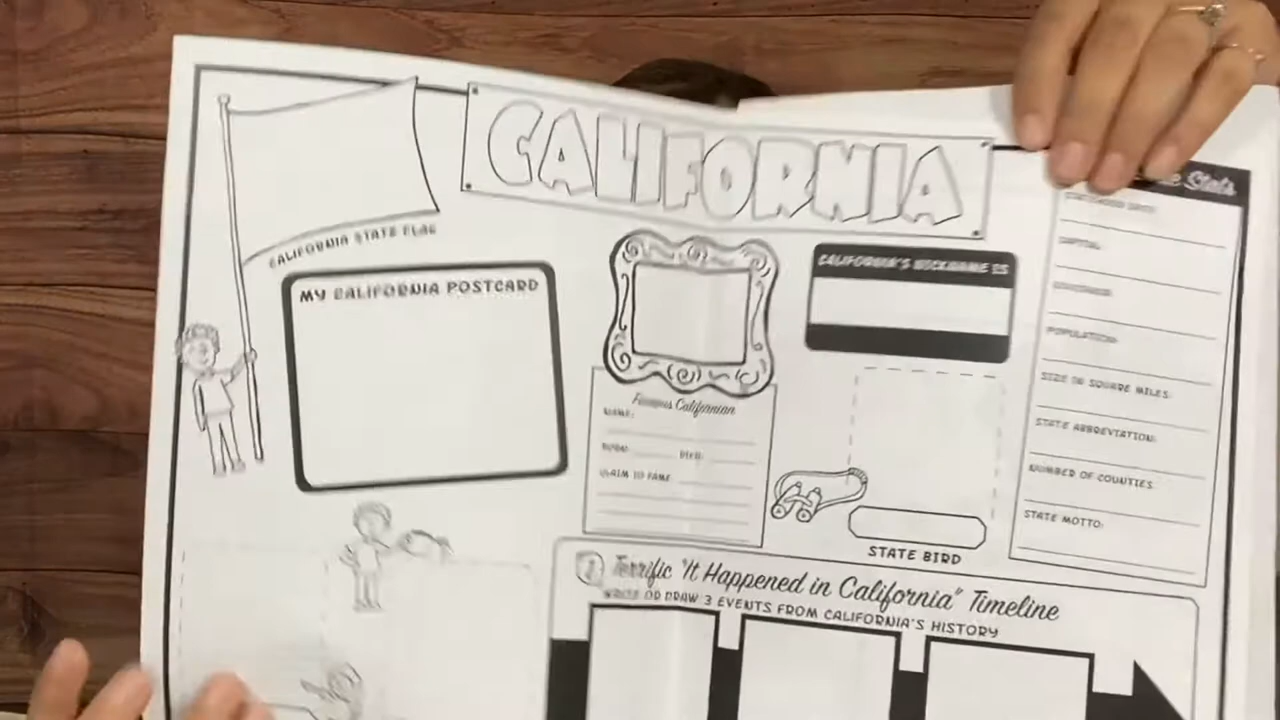 CALIFORNIA
CALIFORNIA STATE FLAG
MY CALIFORNIA POSTCARD
CALIFORNIA'S NICKNAME IS
Stats
CAPITAL:
POPULATION:
SIZE IN SQUARE MILES:
STATE ABBREVIATION:
NUMBER OF COUNTIES:
STATE MOTTO:
Famous Californian
NAME:
BORN: DIED:
CLAIM TO FAME
STATE BIRD
Terrific "It Happened in California" Timeline
WRITE OR DRAW 3 EVENTS FROM CALIFORNIA'S HISTORY